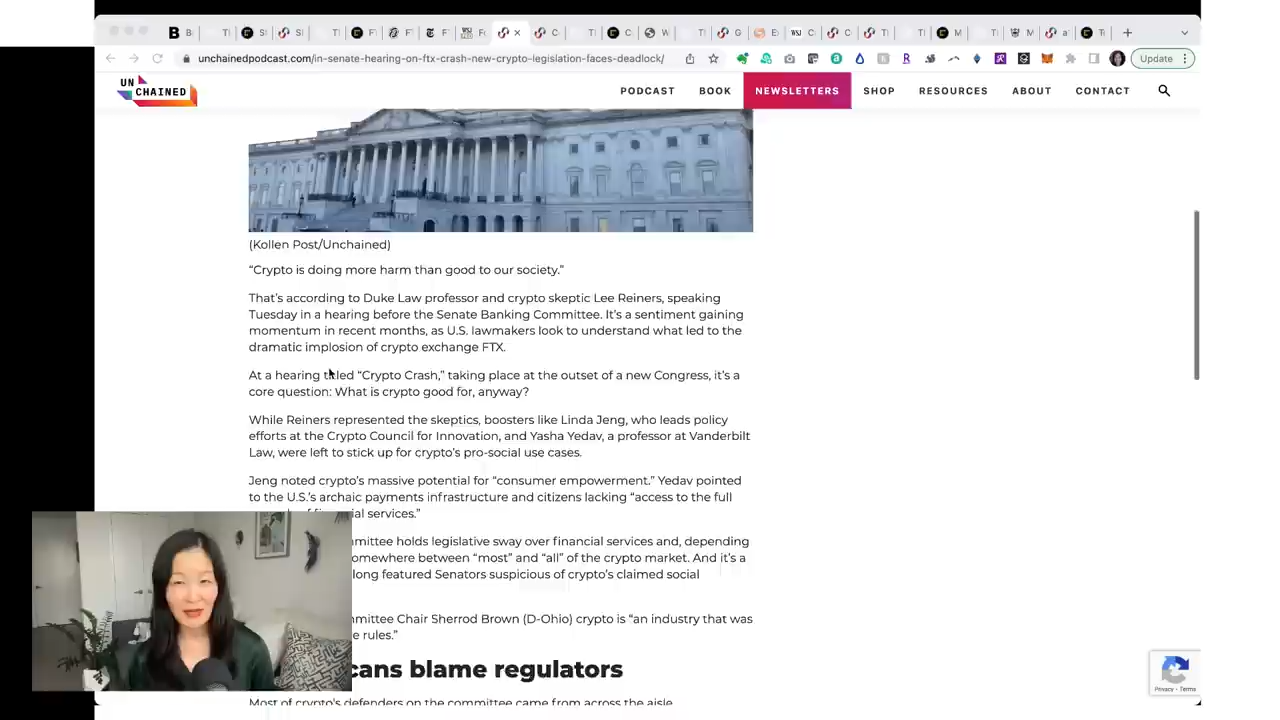 unchainedpodcast.com/in-senate-hearing-on-ftx-crash-new-crypto-legislation-faces-deadlock/
Update
UN
CHAINED
PODCAST
BOOK
NEWSLETTERS
SHOP
RESOURCES
ABOUT
CONTACT
(Kollen Post/Unchained)
“Crypto is doing more harm than good to our society.”
That’s according to Duke Law professor and crypto skeptic Lee Reiners, speaking
Tuesday in a hearing before the Senate Banking Committee. It’s a sentiment gaining
momentum in recent months, as U.S. lawmakers look to understand what led to the
dramatic implosion of crypto exchange FTX.
At a hearing titled “Crypto Crash,” taking place at the outset of a new Congress, it’s a
core question: What is crypto good for, anyway?
While Reiners represented the skeptics, boosters like Linda Jeng, who leads policy
efforts at the Crypto Council for Innovation, and Yasha Yedav, a professor at Vanderbilt
Law, were left to stick up for crypto’s pro-social use cases.
Jeng noted crypto’s massive potential for “consumer empowerment.” Yedav pointed
to the U.S.’s archaic payments infrastructure and citizens lacking “access to the full
ial services.”
mmittee holds legislative sway over financial services and, depending
omewhere between “most” and “all” of the crypto market. And it’s a
long featured Senators suspicious of crypto’s claimed social
mmittee Chair Sherrod Brown (D-Ohio) crypto is “an industry that was
e rules.”
cans blame regulators
Most of crypto’s defenders on the committee came from across the aisle
Privacy - Terms